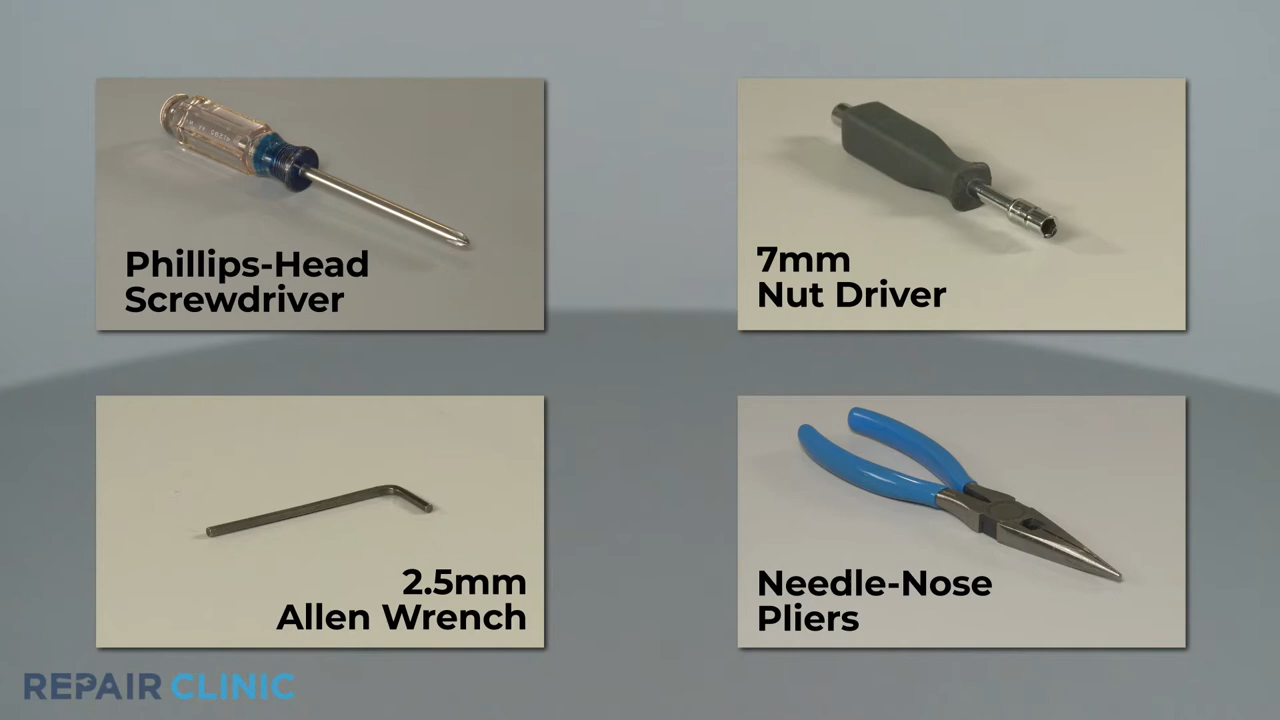 Phillips-Head
Screwdriver
7mm
Nut Driver
2.5mm
Allen Wrench
Needle-Nose
Pliers
REPAIR CLINIC